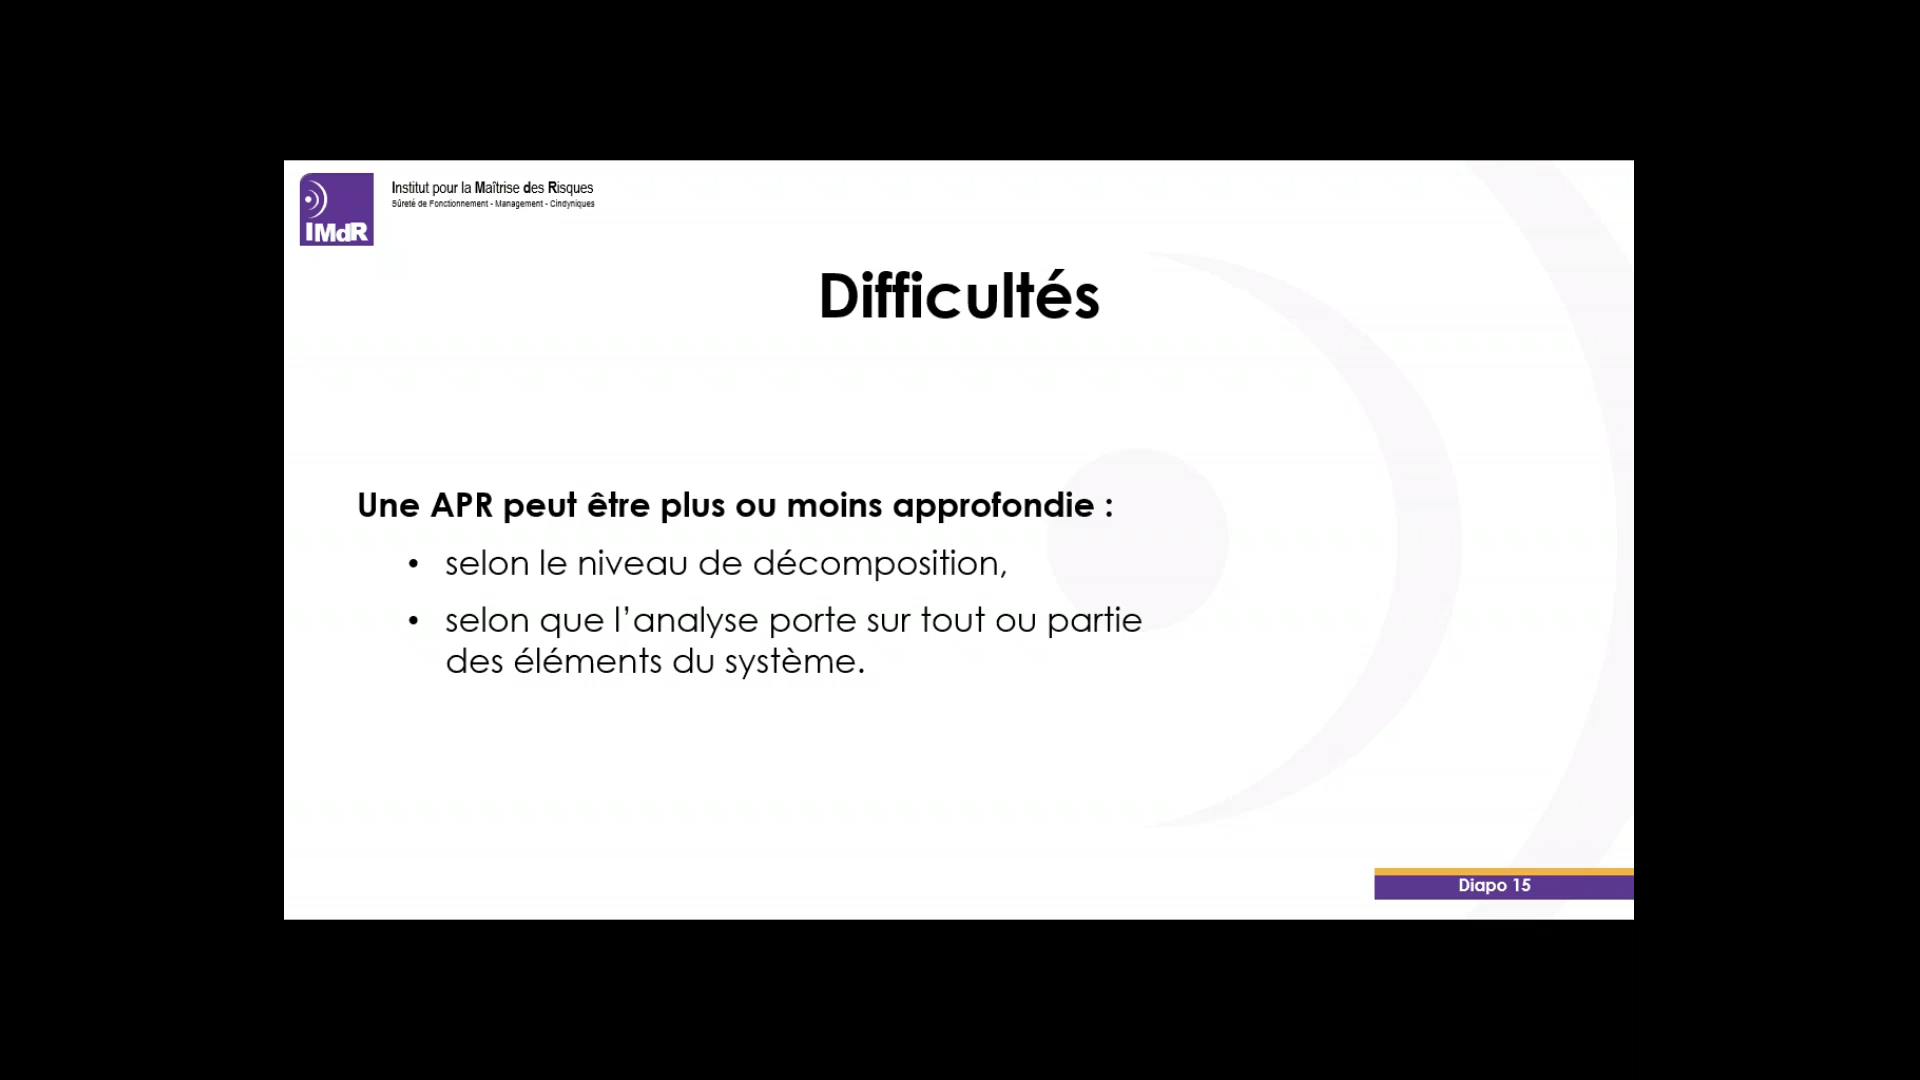 Institut pour la Maîtrise des Risques
Sûreté de Fonctionnement - Management - Cindyniques
IMdR
Difficultés
Une APR peut être plus ou moins approfondie :
• selon le niveau de décomposition,
• selon que l’analyse porte sur tout ou partie
des éléments du système.
Diapo 15